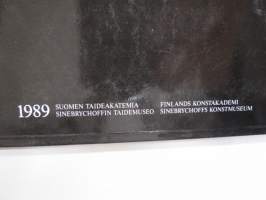 1989 SUOMEN TAIDEAKATEMIA FINLANDS KONSTAKADEMI
SINEBRYCHOFFIN TAIDEMUSEO SINEBRYCHOFFS KONSTMUSEUM